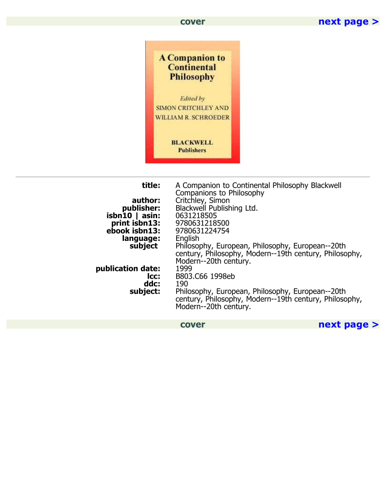 cover next page >
A Companion to
Continental
Philosophy
Edited by
SIMON CRITCHLEY AND
WILLIAM R. SCHROEDER
BLACKWELL
Publishers
title: A Companion to Continental Philosophy Blackwell
Companions to Philosophy
author: Critchley, Simon
publisher: Blackwell Publishing Ltd.
isbn10 | asin: 0631218505
print isbn13: 9780631218500
ebook isbn13: 9780631224754
language: English
subject Philosophy, European, Philosophy, European--20th
century, Philosophy, Modern--19th century, Philosophy,
Modern--20th century.
publication date: 1999
lcc: B803.C66 1998eb
ddc: 190
subject: Philosophy, European, Philosophy, European--20th
century, Philosophy, Modern--19th century, Philosophy,
Modern--20th century.
cover next page >